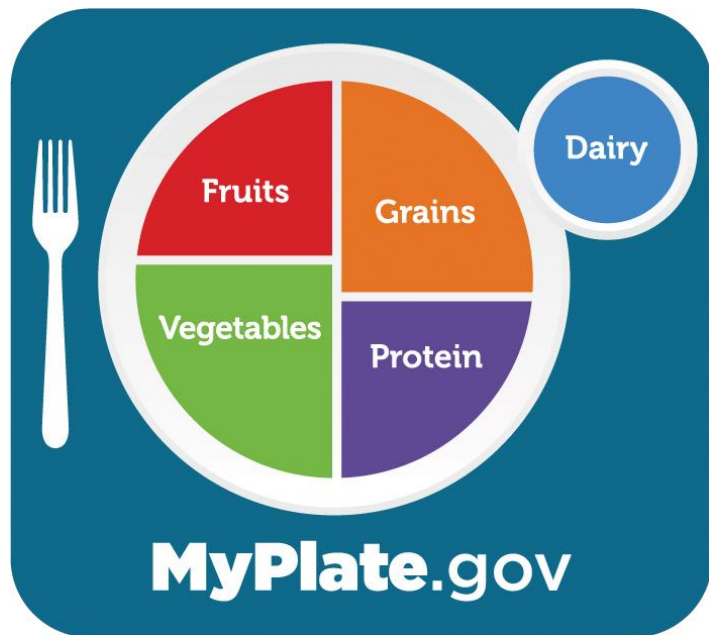 Fruits
Grains
Dairy
Vegetables
Protein
MyPlate.gov